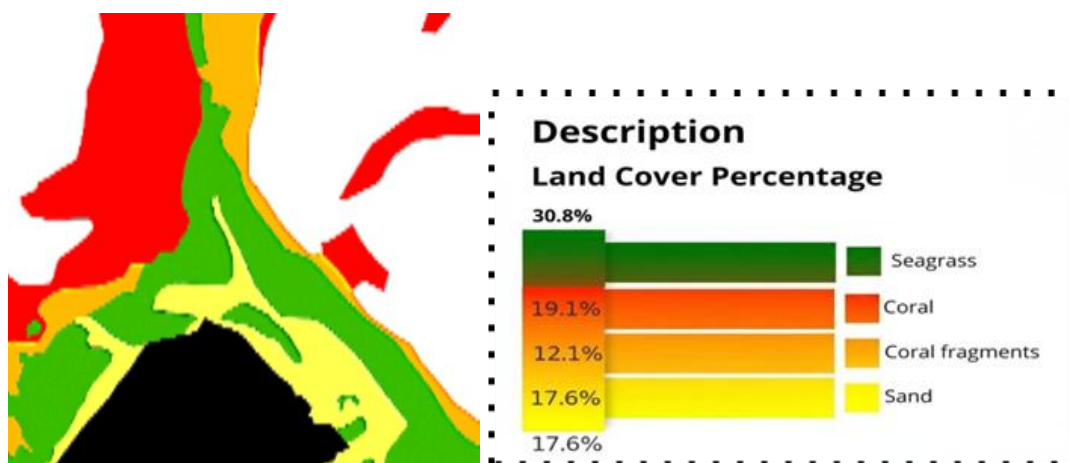 Description
Land Cover Percentage
30.8%
Seagrass
19.1%
Coral
12.1%
Coral fragments
17.6%
Sand
17.6%